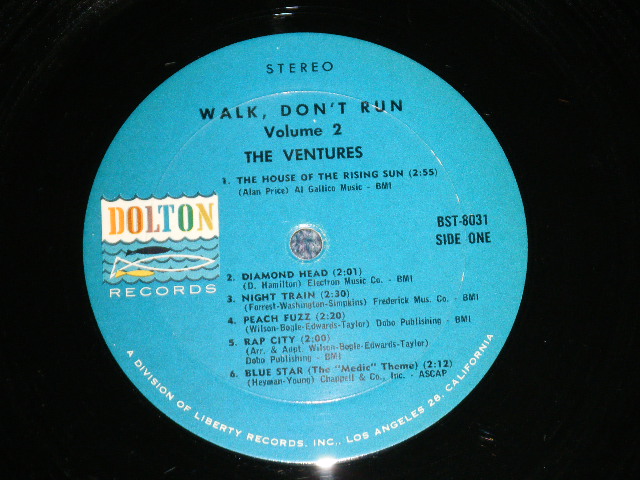 STEREO
WALK, DON'T RUN
Volume 2
THE VENTURES
1. THE HOUSE OF THE RISING SUN (2:55)
(Alan Price) Al Gallico Music - BMI
DOLTON
RECORDS
BST-8031
SIDE ONE
2. DIAMOND HEAD (2:01)
(D. Hamilton) Electron Music Co. - BMI
3. NIGHT TRAIN (2:30)
(Forrest-Washington-Simpkins) Frederick Mus. Co. - BMI
4. PEACH FUZZ (2:20)
(Wilson-Bogle-Edwards-Taylor) Dobo Publishing - BMI
5. RAP CITY (2:00)
(Arr. & Adpt. Wilson-Bogle-Edwards-Taylor)
Dobo Publishing - BMI
6. BLUE STAR (The "Medic" Theme) (2:12)
(Heyman-Young) Chappell & Co., Inc. - ASCAP
A DIVISION OF LIBERTY RECORDS, INC., LOS ANGELES 28, CALIFORNIA